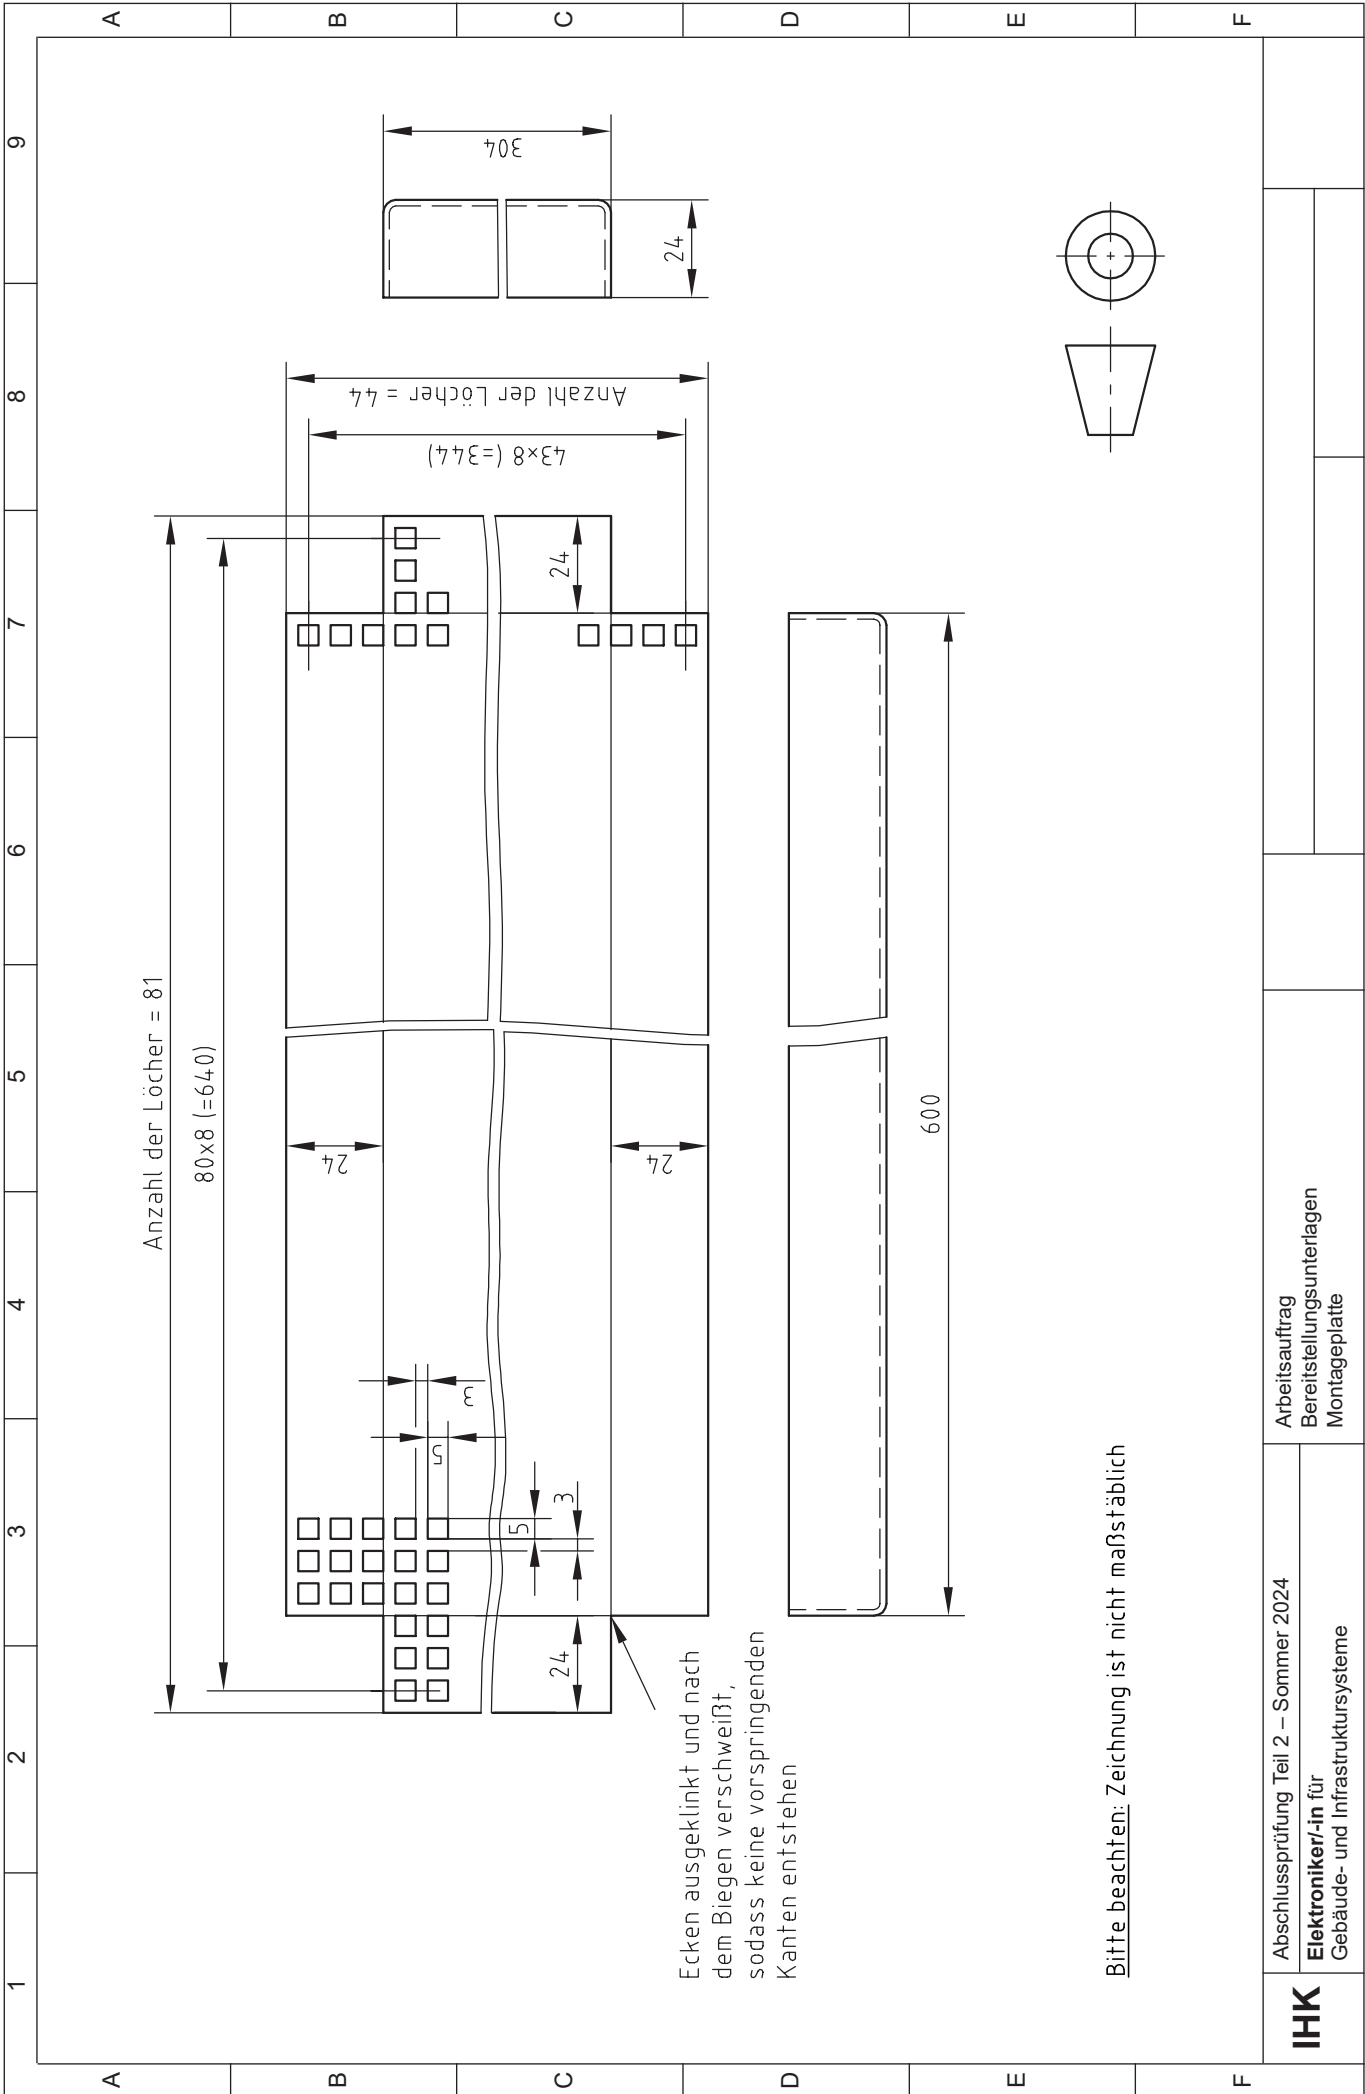 1 2 3 4 5 6 7 8 9
A
B
C
D
E
F
A
B
C
D
E
F
Anzahl der Löcher = 81
80x8 (=640)
24
24
3
5
5
3
24
24
43×8 (=344)
Anzahl der Löcher = 44
304
24
600
Ecken ausgeklinkt und nach
dem Biegen verschweißt,
sodass keine vorspringenden
Kanten entstehen
Bitte beachten: Zeichnung ist nicht maßstäblich
IHK
Abschlussprüfung Teil 2 – Sommer 2024
Elektroniker/-in für
Gebäude- und Infrastruktursysteme
Arbeitsauftrag
Bereitstellungsunterlagen
Montageplatte